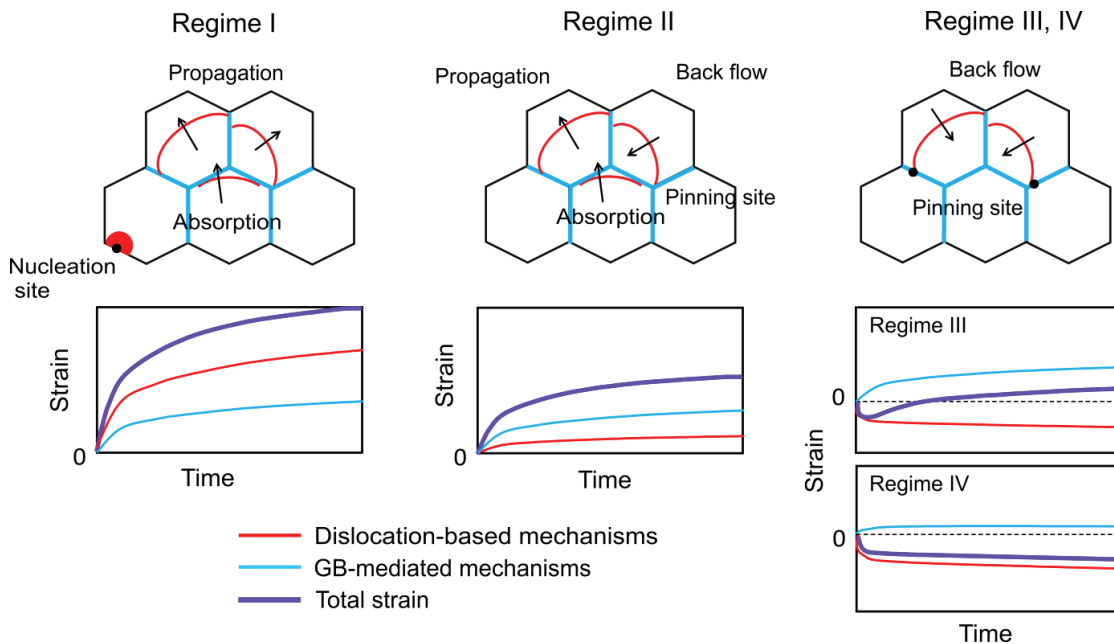 Regime I
Propagation
Absorption
Nucleation
site
Strain
0
Time
Regime II
Propagation
Back flow
Absorption
Pinning site
Strain
0
Time
Regime III, IV
Back flow
Pinning site
Regime III
0
Regime IV
0
Strain
Time
Dislocation-based mechanisms
GB-mediated mechanisms
Total strain